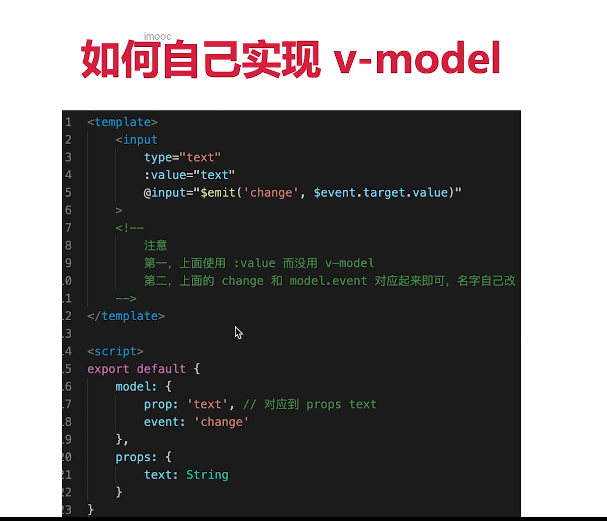 imooc
如何自己实现 v-model
1 <template>
2 <input
3 type="text"
4 :value="text"
5 @input="$emit('change', $event.target.value)"
6 >
7 <!--
8 注意
9 第一，上面使用 :value 而没用 v-model
10 第二，上面的 change 和 model.event 对应起来即可，名字自己改
11 -->
12 </template>
13
14 <script>
15 export default {
16 model: {
17 prop: 'text', // 对应到 props text
18 event: 'change'
19 },
20 props: {
21 text: String
22 }
23 }